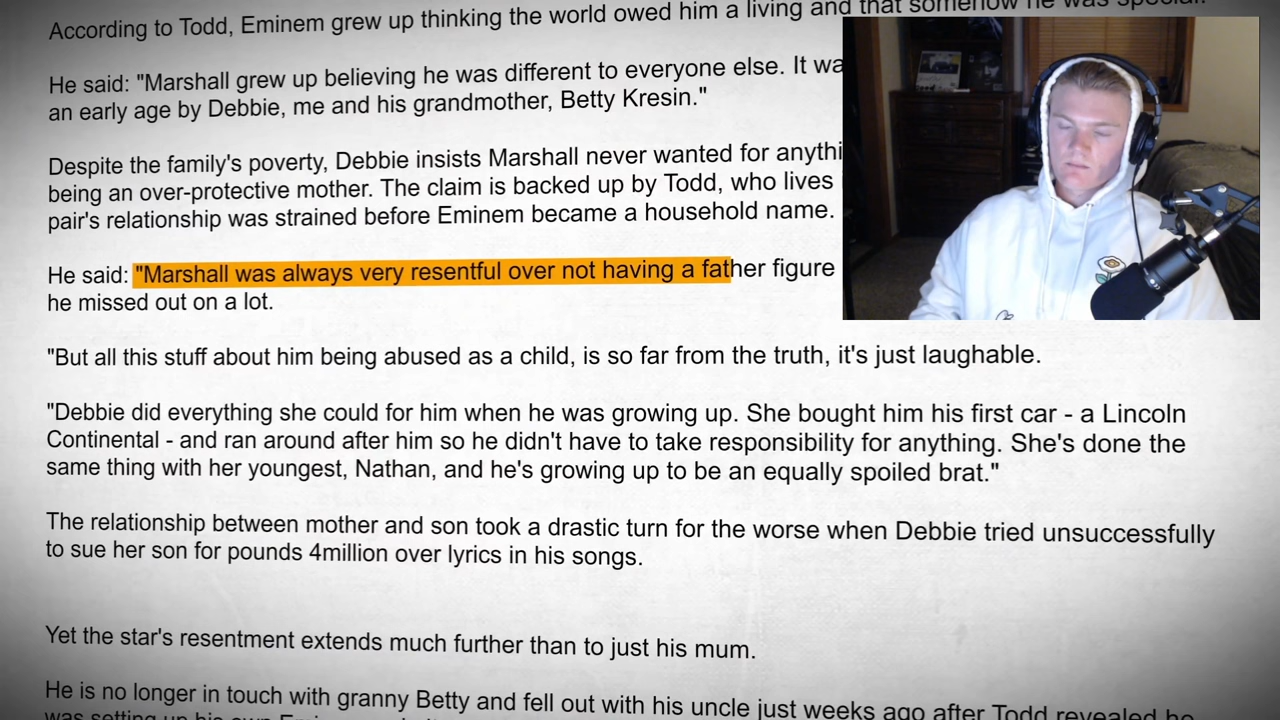 According to Todd, Eminem grew up thinking the world owed him a living and that somehow he was special.
He said: "Marshall grew up believing he was different to everyone else. It
an early age by Debbie, me and his grandmother, Betty Kresin."
Despite the family's poverty, Debbie insists Marshall never wanted for
being an over-protective mother. The claim is backed up by Todd, who lives
pair's relationship was strained before Eminem became a household name.
He said: "Marshall was always very resentful over not having a father figure
he missed out on a lot.
"But all this stuff about him being abused as a child, is so far from the truth, it's just laughable.
"Debbie did everything she could for him when he was growing up. She bought him his first car - a Lincoln
Continental - and ran around after him so he didn't have to take responsibility for anything. She's done the
same thing with her youngest, Nathan, and he's growing up to be an equally spoiled brat."
The relationship between mother and son took a drastic turn for the worse when Debbie tried unsuccessfully
to sue her son for pounds 4million over lyrics in his songs.
Yet the star's resentment extends much further than to just his mum.
He is no longer in touch with granny Betty and fell out with his uncle just weeks ago after Todd revealed he
was setting up his own